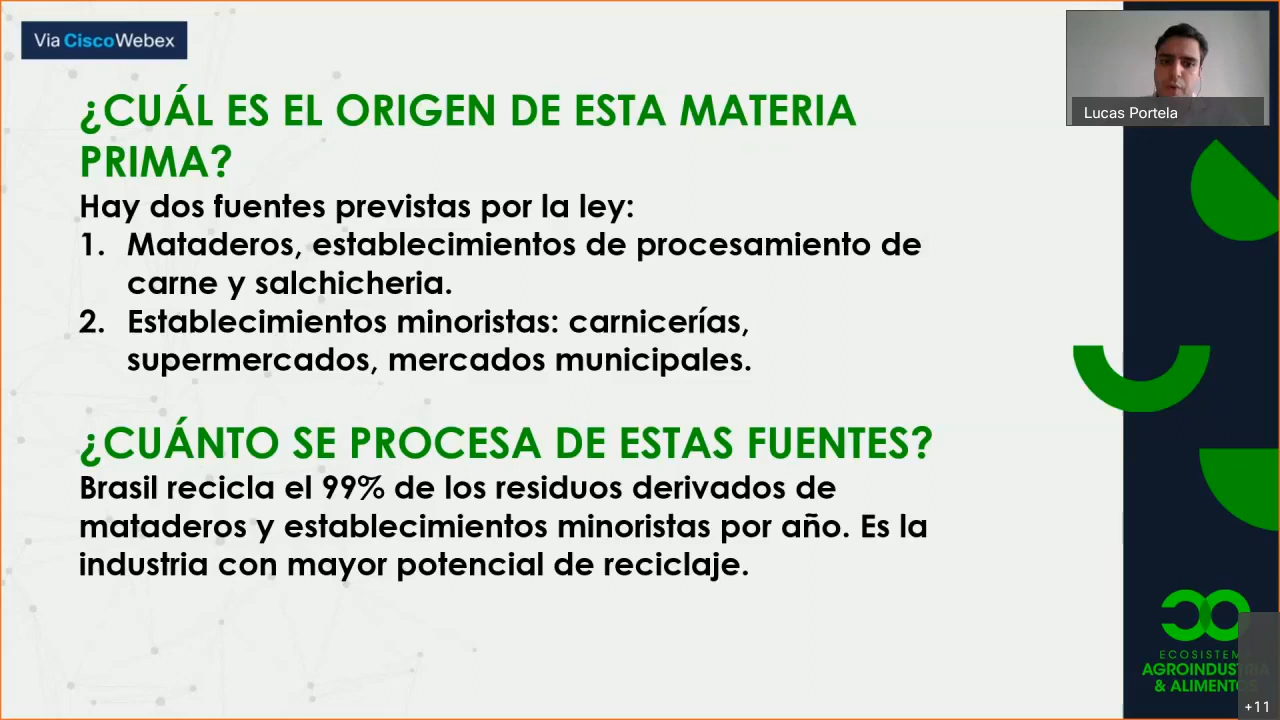 Via CiscoWebex
Lucas Portela
¿CUÁL ES EL ORIGEN DE ESTA MATERIA
PRIMA?
Hay dos fuentes previstas por la ley:
1. Mataderos, establecimientos de procesamiento de
carne y salchicheria.
2. Establecimientos minoristas: carnicerías,
supermercados, mercados municipales.
¿CUÁNTO SE PROCESA DE ESTAS FUENTES?
Brasil recicla el 99% de los residuos derivados de
mataderos y establecimientos minoristas por año. Es la
industria con mayor potencial de reciclaje.
ECOSISTEMA
AGROINDUSTRIA
& ALIMENTOS
+11